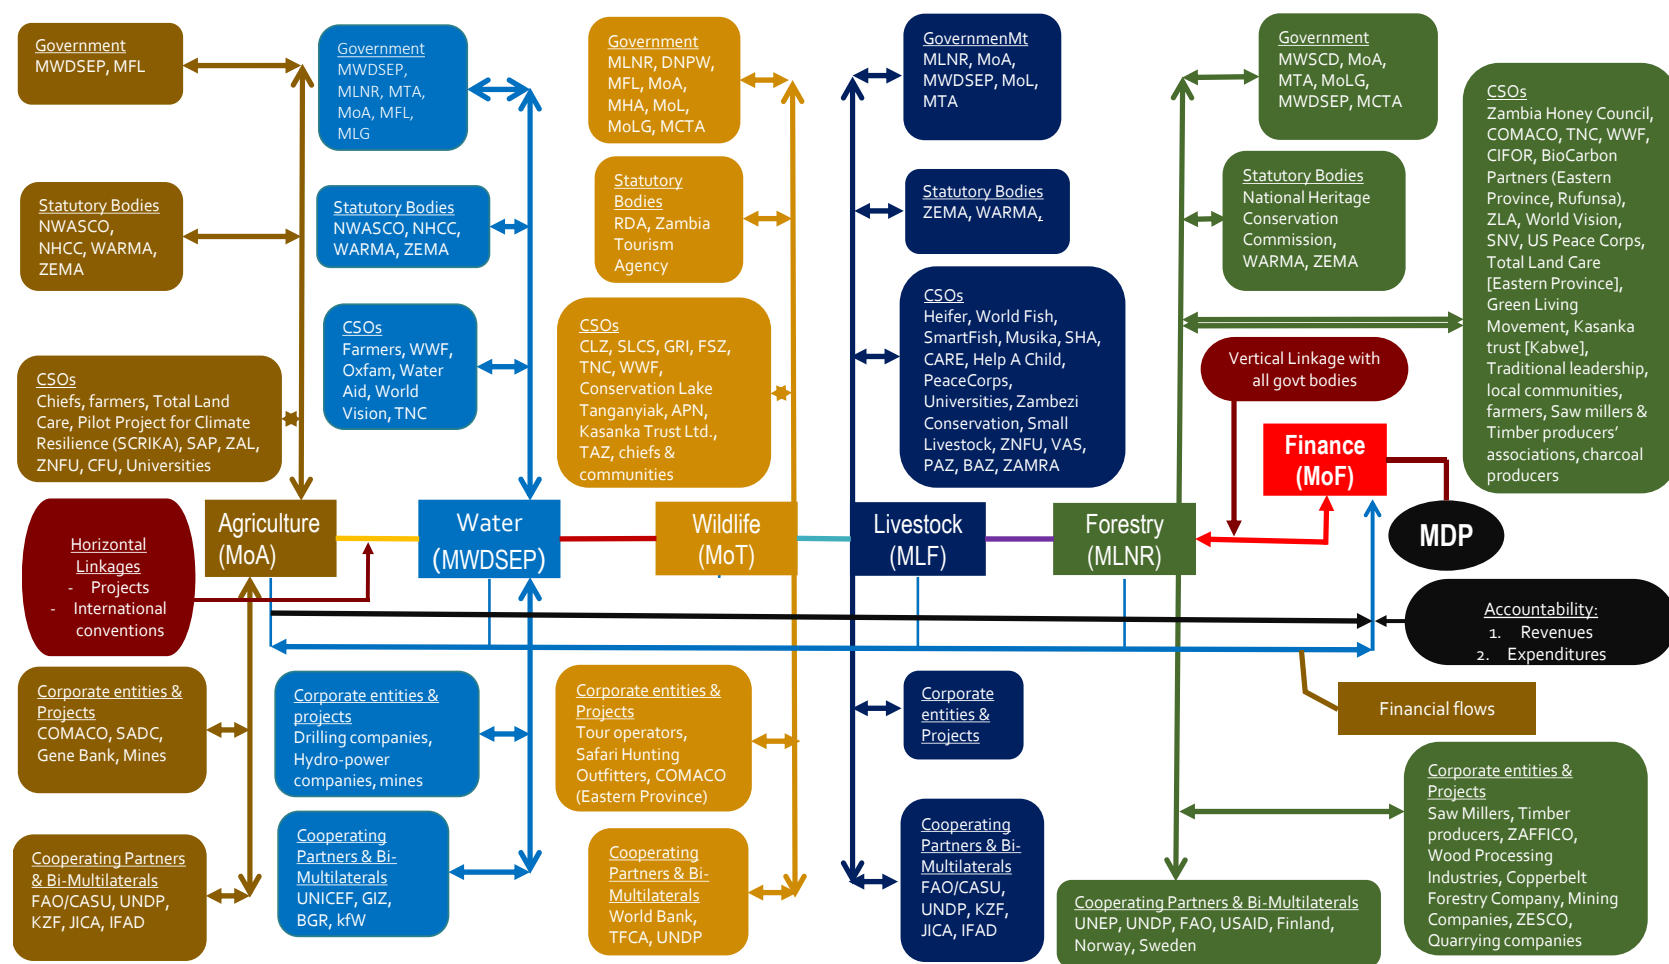 Government
MWDSEP, MFL
Government
MWDSEP,
MLNR, MTA,
MoA, MFL,
MLG
Government
MLNR, DNPW,
MFL, MoA,
MHA, MoL,
MoLG, MCTA
GovernmenMt
MLNR, MoA,
MWDSEP, MoL,
MTA
Government
MWSCD, MoA,
MTA, MoLG,
MWDSEP, MCTA
CSOs
Zambia Honey Council,
COMACO, TNC, WWF,
CIFOR, BioCarbon
Partners (Eastern
Province, Rufunsa),
ZLA, World Vision,
SNV, US Peace Corps,
Total Land Care
[Eastern Province],
Green Living
Movement, Kasanka
trust [Kabwe],
Traditional leadership,
local communities,
farmers, Saw millers &
Timber producers'
associations, charcoal
producers
Statutory Bodies
NWASCO,
NHCC, WARMA,
ZEMA
Statutory Bodies
NWASCO, NHCC,
WARMA, ZEMA
Statutory
Bodies
RDA, Zambia
Tourism
Agency
Statutory Bodies
ZEMA, WARMA,
Statutory Bodies
National Heritage
Conservation
Commission,
WARMA, ZEMA
CSOs
Chiefs, farmers, Total Land
Care, Pilot Project for Climate
Resilience (SCRIKA), SAP, ZAL,
ZNFU, CFU, Universities
CSOs
Farmers, WWF,
Oxfam, Water
Aid, World
Vision, TNC
CSOs
CLZ, SLCS, GRI, FSZ,
TNC, WWF,
Conservation Lake
Tanganyiak, APN,
Kasanka Trust Ltd.,
TAZ, chiefs &
communities
CSOs
Heifer, World Fish,
SmartFish, Musika, SHA,
CARE, Help A Child,
PeaceCorps,
Universities, Zambezi
Conservation, Small
Livestock, ZNFU, VAS,
PAZ, BAZ, ZAMRA
Vertical Linkage with
all govt bodies
Finance
(MoF)
MDP
Horizontal
Linkages
- Projects
- International
conventions
Agriculture
(MoA)
Water
(MWDSEP)
Wildlife
(MoT)
Livestock
(MLF)
Forestry
(MLNR)
Accountability:
1. Revenues
2. Expenditures
Financial flows
Corporate entities &
Projects
COMACO, SADC,
Gene Bank, Mines
Corporate entities &
projects
Drilling companies,
Hydro-power
companies, mines
Corporate entities &
Projects
Tour operators,
Safari Hunting
Outfitters, COMACO
(Eastern Province)
Corporate
entities &
Projects
Corporate entities &
Projects
Saw Millers, Timber
producers, ZAFFICO,
Wood Processing
Industries, Copperbelt
Forestry Company, Mining
Companies, ZESCO,
Quarrying companies
Cooperating Partners
& Bi-Multilaterals
FAO/CASU, UNDP,
KZF, JICA, IFAD
Cooperating
Partners & Bi-
Multilaterals
UNICEF, GIZ,
BGR, kfW
Cooperating
Partners & Bi-
Multilaterals
World Bank,
TFCA, UNDP
Cooperating
Partners & Bi-
Multilaterals
FAO/CASU,
UNDP, KZF,
JICA, IFAD
Cooperating Partners & Bi-Multilaterals
UNEP, UNDP, FAO, USAID, Finland,
Norway, Sweden